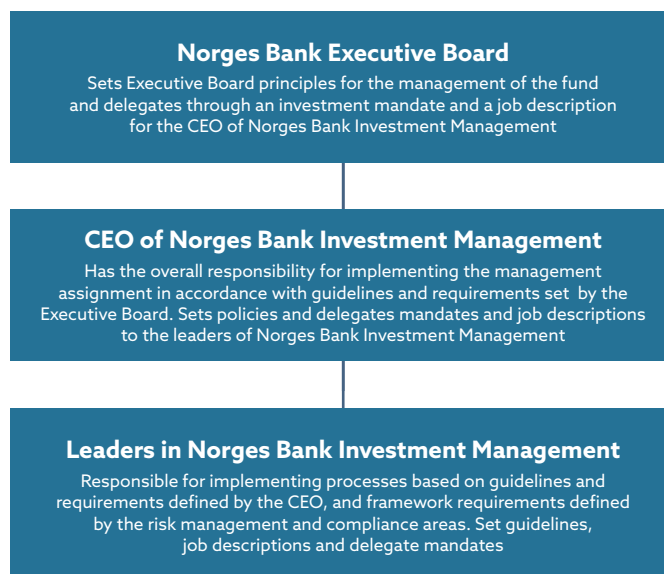 Norges Bank Executive Board
Sets Executive Board principles for the management of the fund
and delegates through an investment mandate and a job description
for the CEO of Norges Bank Investment Management
CEO of Norges Bank Investment Management
Has the overall responsibility for implementing the management
assignment in accordance with guidelines and requirements set by the
Executive Board. Sets policies and delegates mandates and job descriptions
to the leaders of Norges Bank Investment Management
Leaders in Norges Bank Investment Management
Responsible for implementing processes based on guidelines and
requirements defined by the CEO, and framework requirements defined
by the risk management and compliance areas. Set guidelines,
job descriptions and delegate mandates